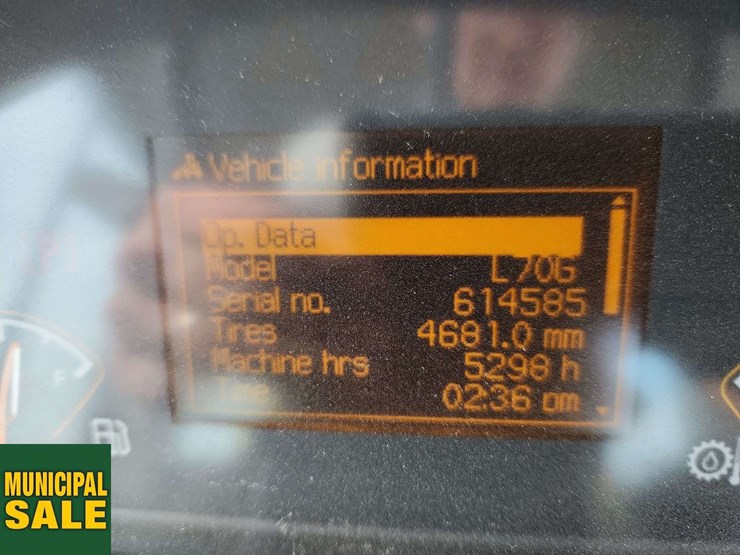 Vehicle information
Op. Data
Model L70G
Serial no. 614585
Tires 4681.0 mm
Machine hrs 5298 h
Time 02:36 pm
F
MUNICIPAL
SALE